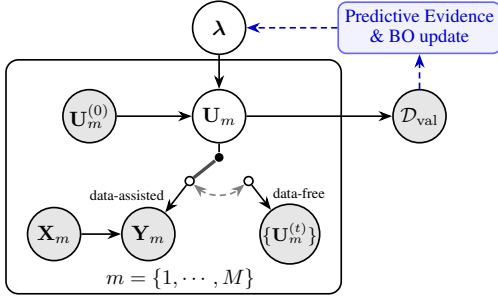 λ
Predictive Evidence
& BO update
U_m^{(0)}
U_m
𝒟_val
data-assisted
data-free
X_m
Y_m
{U_m^{(t)}}
m = {1, ⋯ , M}